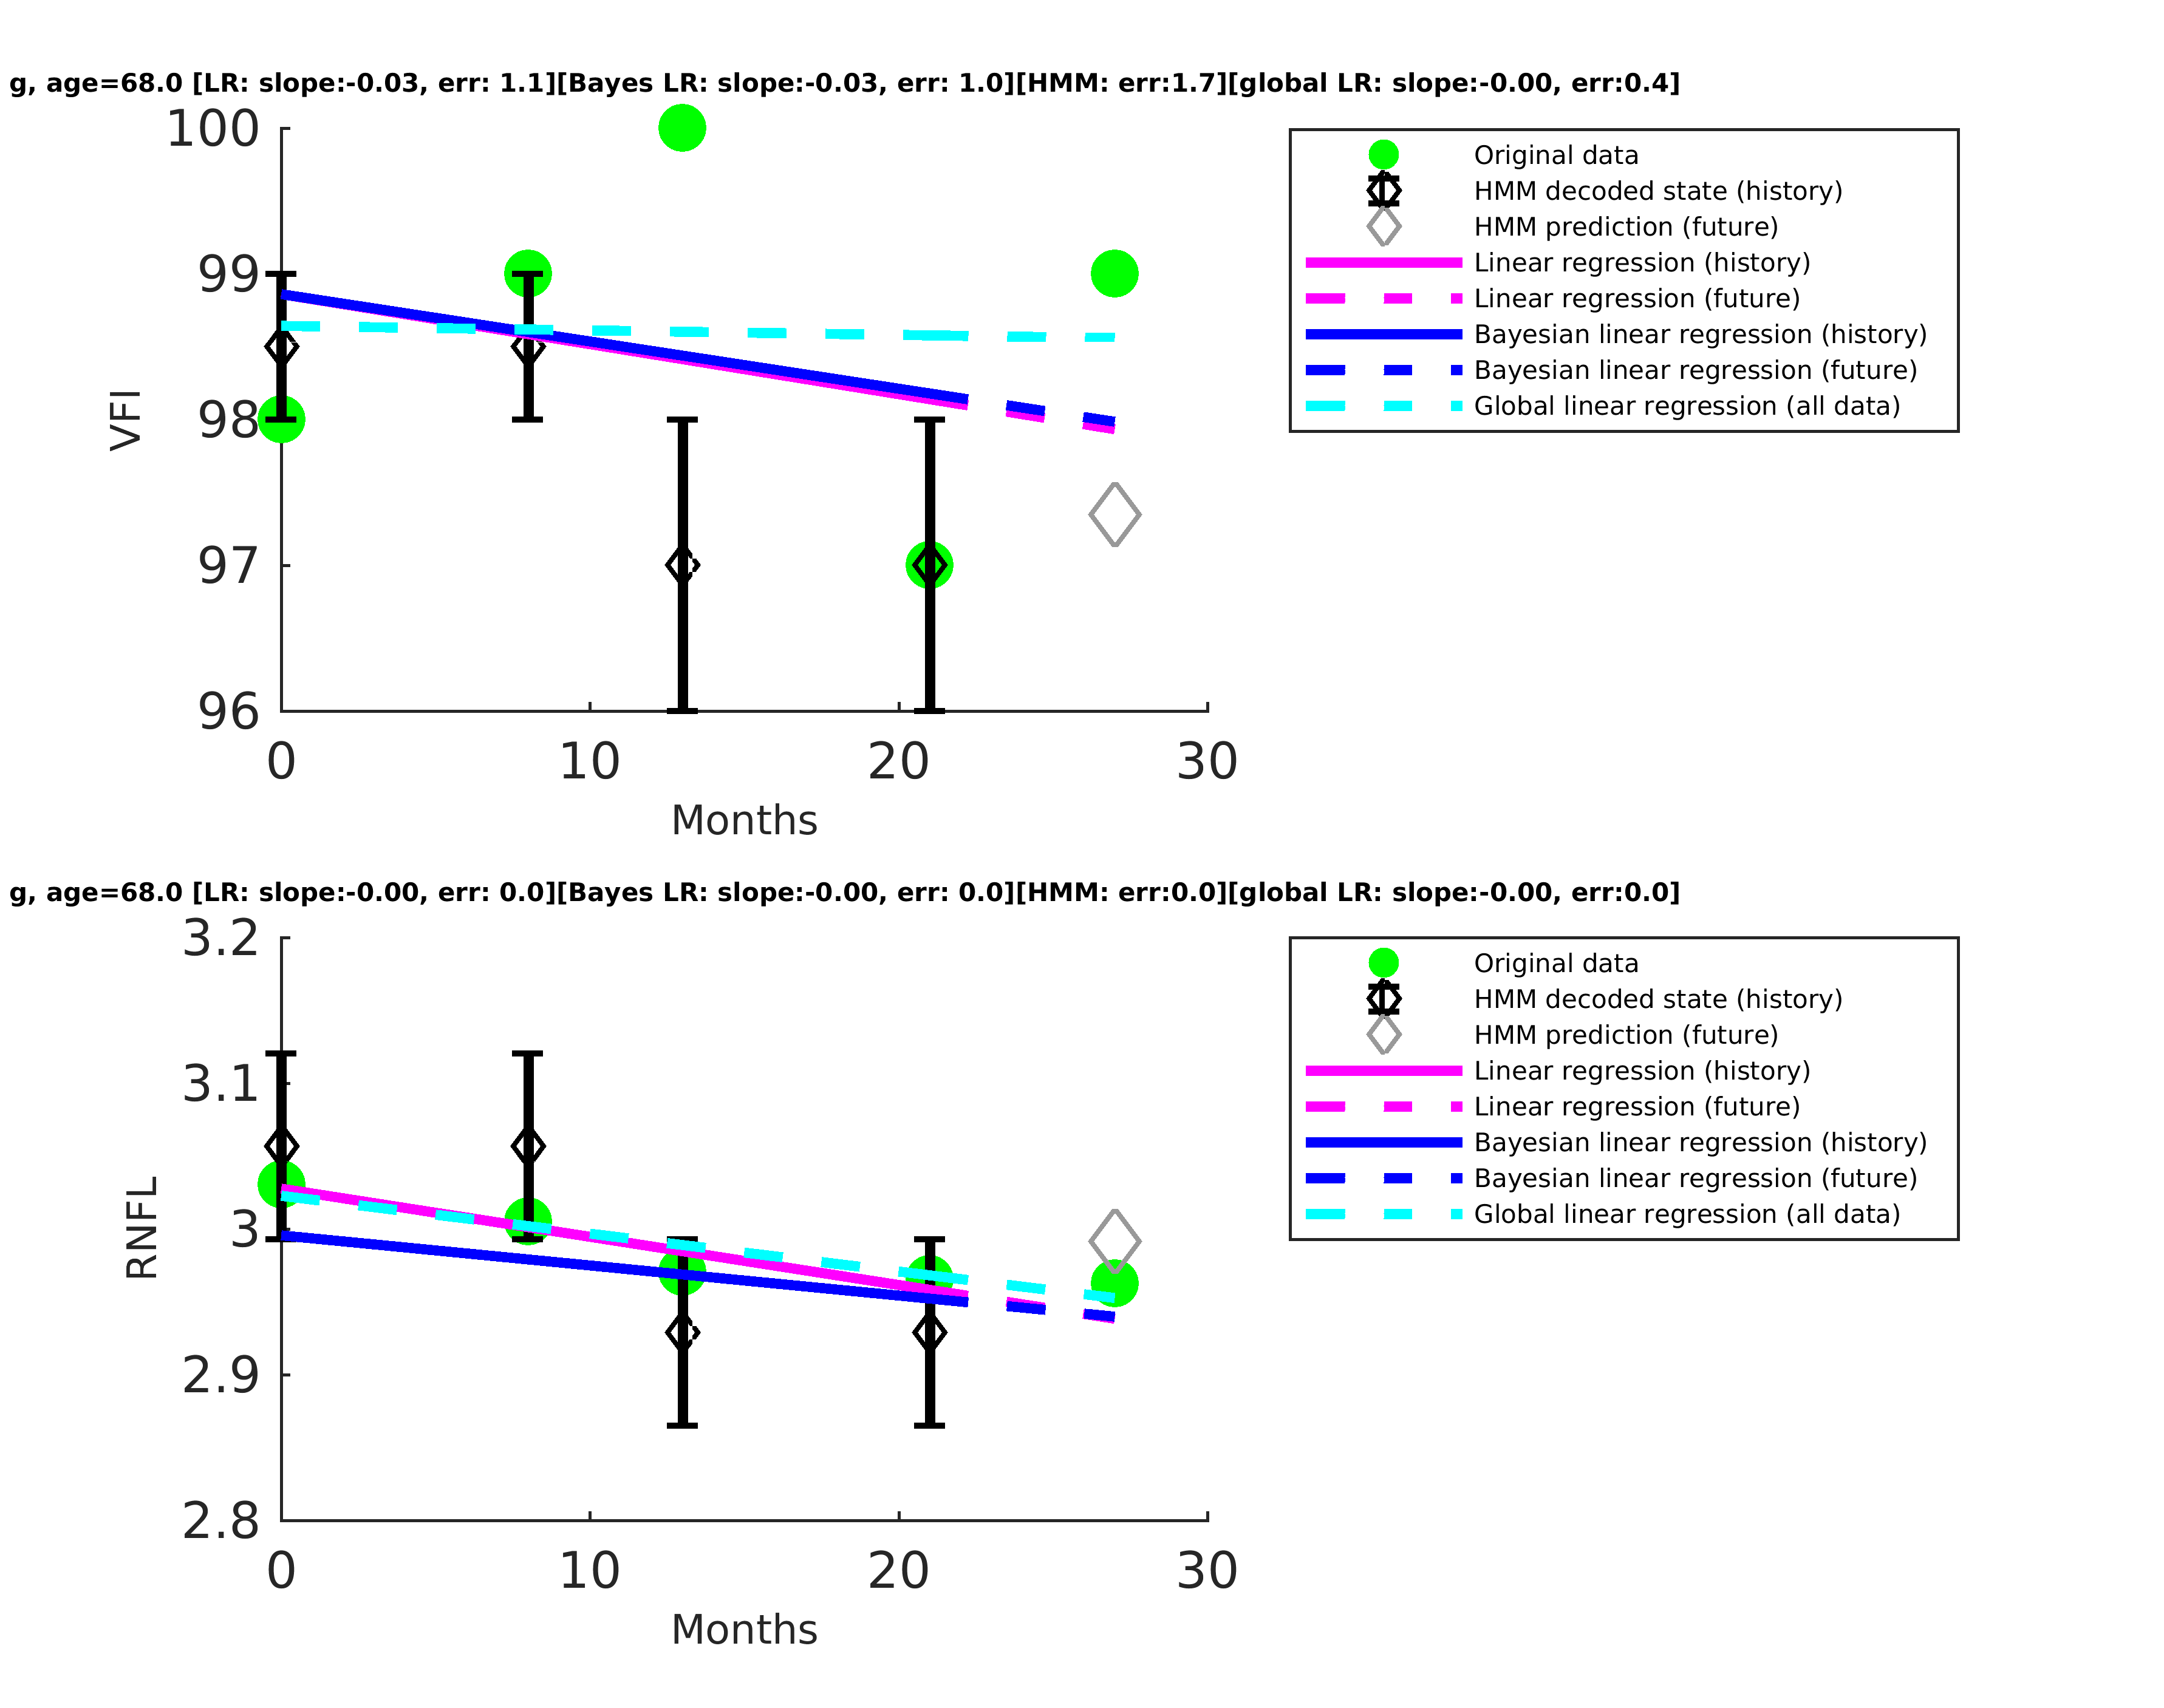 g, age=68.0 [LR: slope:-0.03, err: 1.1][Bayes LR: slope:-0.03, err: 1.0][HMM: err:1.7][global LR: slope:-0.00, err:0.4]
100
99
98
97
96
VFI
0 10 20 30
Months
Original data
HMM decoded state (history)
HMM prediction (future)
Linear regression (history)
Linear regression (future)
Bayesian linear regression (history)
Bayesian linear regression (future)
Global linear regression (all data)
g, age=68.0 [LR: slope:-0.00, err: 0.0][Bayes LR: slope:-0.00, err: 0.0][HMM: err:0.0][global LR: slope:-0.00, err:0.0]
3.2
3.1
3
2.9
2.8
RNFL
0 10 20 30
Months
Original data
HMM decoded state (history)
HMM prediction (future)
Linear regression (history)
Linear regression (future)
Bayesian linear regression (history)
Bayesian linear regression (future)
Global linear regression (all data)